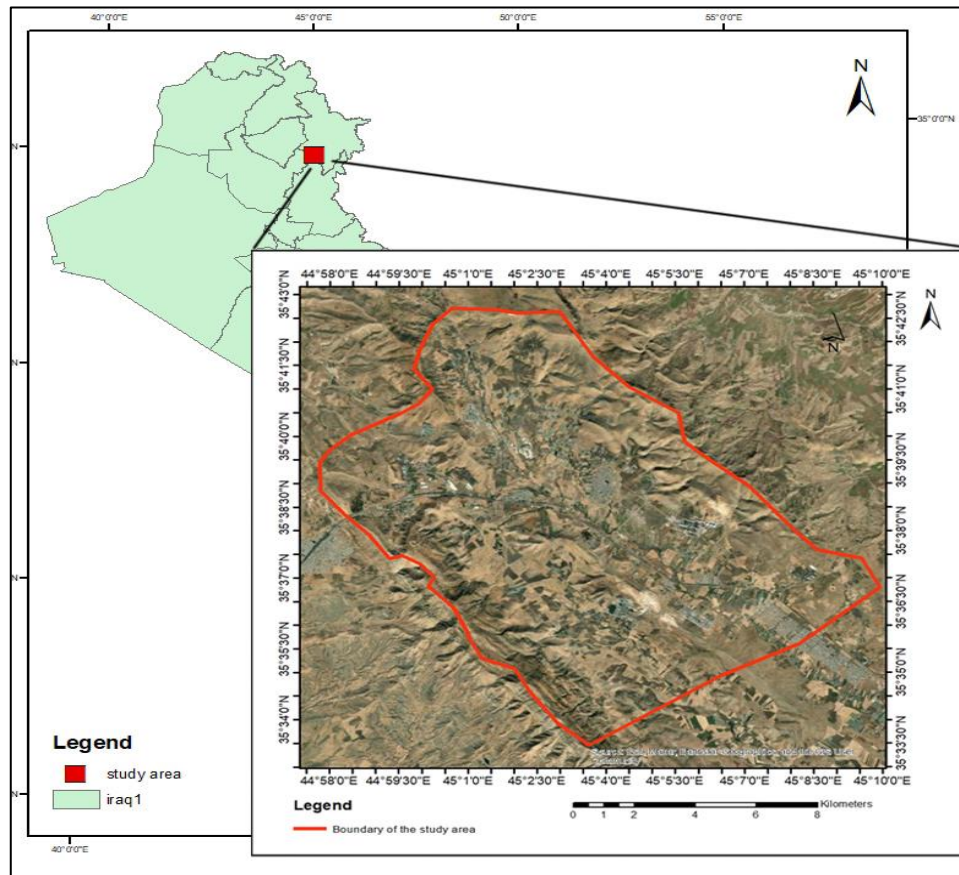 40°0'0"E 45°0'0"E 50°0'0"E 55°0'0"E
N
35°0'0"N
N
N
N
N
44°58'0"E 44°59'30"E 45°1'0"E 45°2'30"E 45°4'0"E 45°5'30"E 45°7'0"E 45°8'30"E 45°10'0"E
N
35°43'0"N
35°41'30"N
35°40'0"N
35°38'30"N
35°37'0"N
35°35'30"N
35°34'0"N
N
35°42'30"N
35°41'0"N
35°39'30"N
35°38'0"N
35°36'30"N
35°35'0"N
35°33'30"N
44°58'0"E 44°59'30"E 45°1'0"E 45°2'30"E 45°4'0"E 45°5'30"E 45°7'0"E 45°8'30"E 45°10'0"E
Legend
Boundary of the study area
Kilometers
0 1 2 4 6 8
Legend
study area
iraq1
40°0'0"E